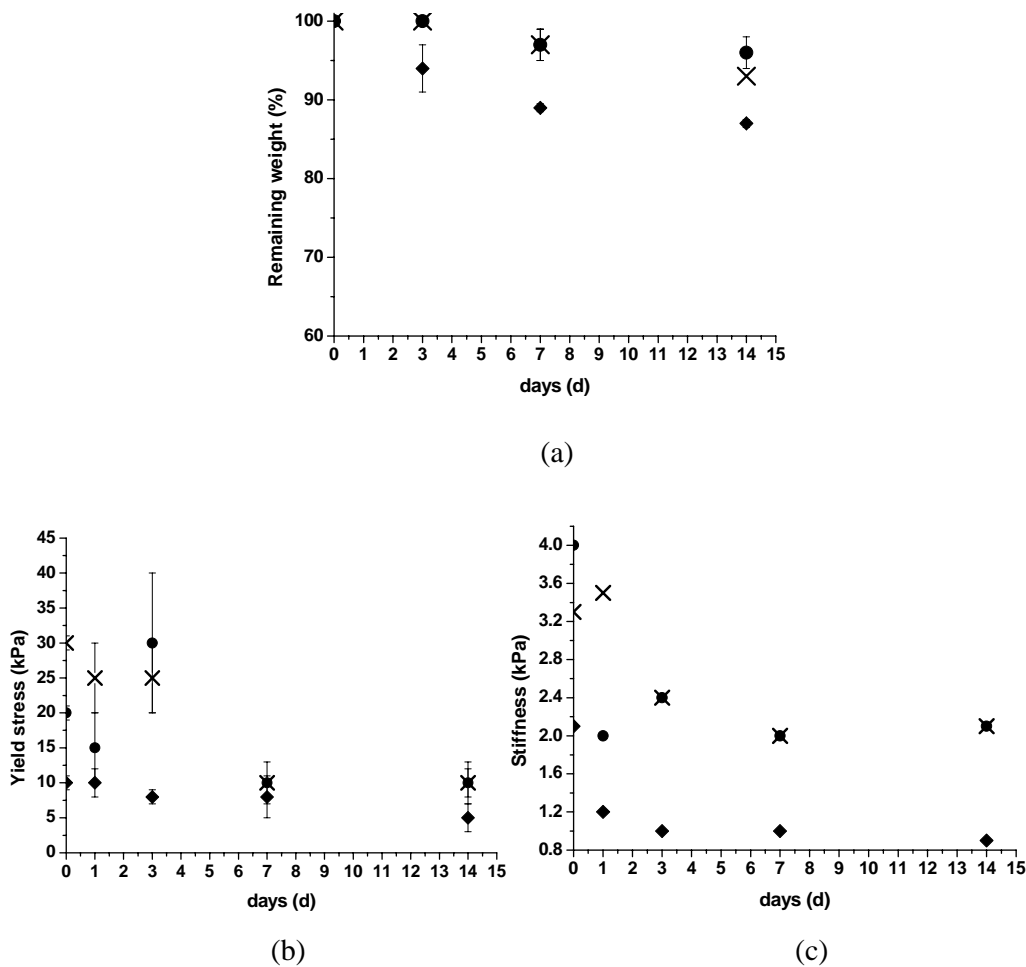 100
90
80
70
60
Remaining weight (%)
0 1 2 3 4 5 6 7 8 9 10 11 12 13 14 15
days (d)
(a)
45
40
35
30
25
20
15
10
5
0
Yield stress (kPa)
0 1 2 3 4 5 6 7 8 9 10 11 12 13 14 15
days (d)
(b)
4.0
3.6
3.2
2.8
2.4
2.0
1.6
1.2
0.8
Stiffness (kPa)
0 1 2 3 4 5 6 7 8 9 10 11 12 13 14 15
days (d)
(c)